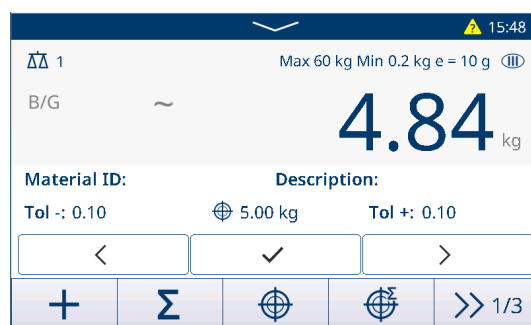 15:48
1 Max 60 kg Min 0.2 kg e = 10 g III
B/G ~ 4.84 kg
Material ID: Description:
Tol -: 0.10 5.00 kg Tol +: 0.10
Σ Σ 1/3